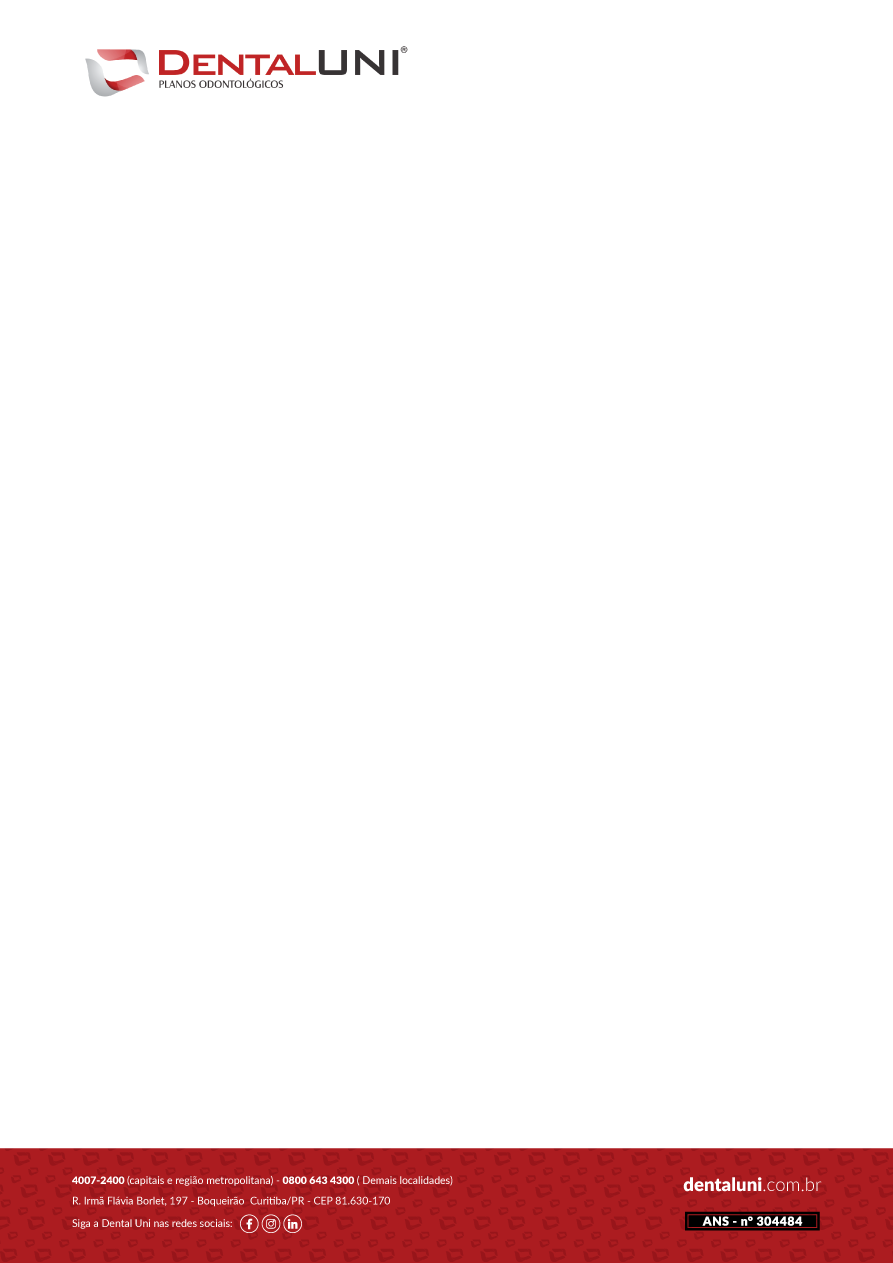 DENTALUNI®
PLANOS ODONTOLÓGICOS
4007-2400 (capitais e região metropolitana) - 0800 643 4300 ( Demais localidades)
R. Irmã Flávia Borlet, 197 - Boqueirão  Curitiba/PR - CEP 81.630-170
Siga a Dental Uni nas redes sociais:
dentaluni.com.br
ANS - nº 304484